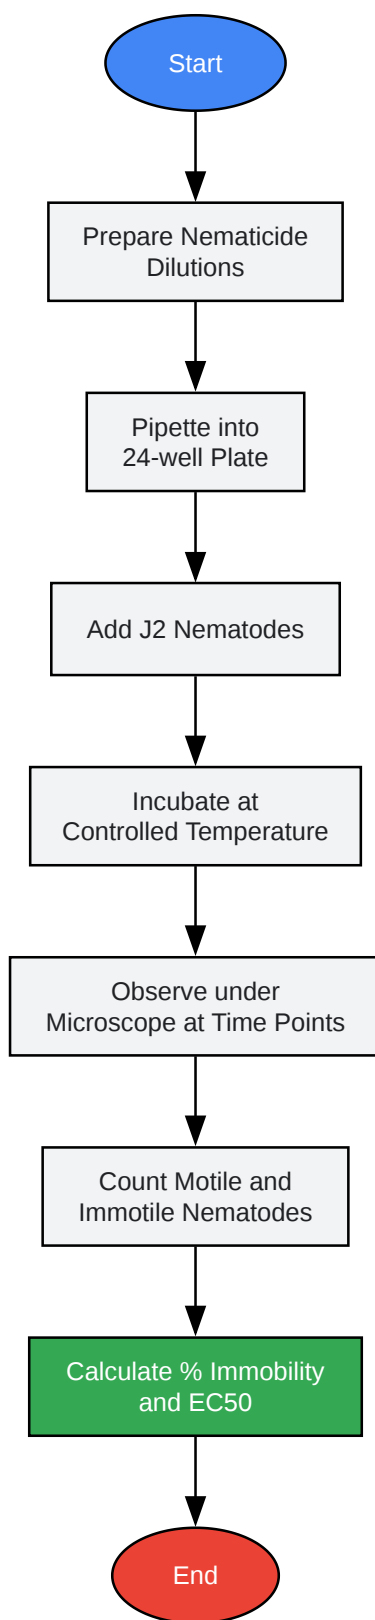 Start
Prepare Nematicide
Dilutions
Pipette into
24-well Plate
Add J2 Nematodes
Incubate at
Controlled Temperature
Observe under
Microscope at Time Points
Count Motile and
Immotile Nematodes
Calculate % Immobility
and EC50
End